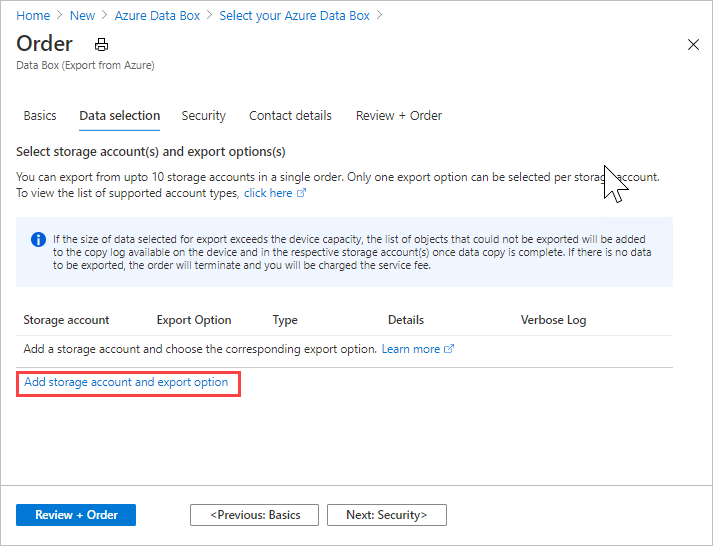 Home > New > Azure Data Box > Select your Azure Data Box >
Order
Data Box (Export from Azure)
Basics Data selection Security Contact details Review + Order
Select storage account(s) and export options(s)
You can export from upto 10 storage accounts in a single order. Only one export option can be selected per storage account.
To view the list of supported account types, click here
If the size of data selected for export exceeds the device capacity, the list of objects that could not be exported will be added
to the copy log available on the device and in the respective storage account(s) once data copy is complete. If there is no data
to be exported, the order will terminate and you will be charged the service fee.
Storage account Export Option Type Details Verbose Log
Add a storage account and choose the corresponding export option. Learn more
Add storage account and export option
Review + Order <Previous: Basics Next: Security>